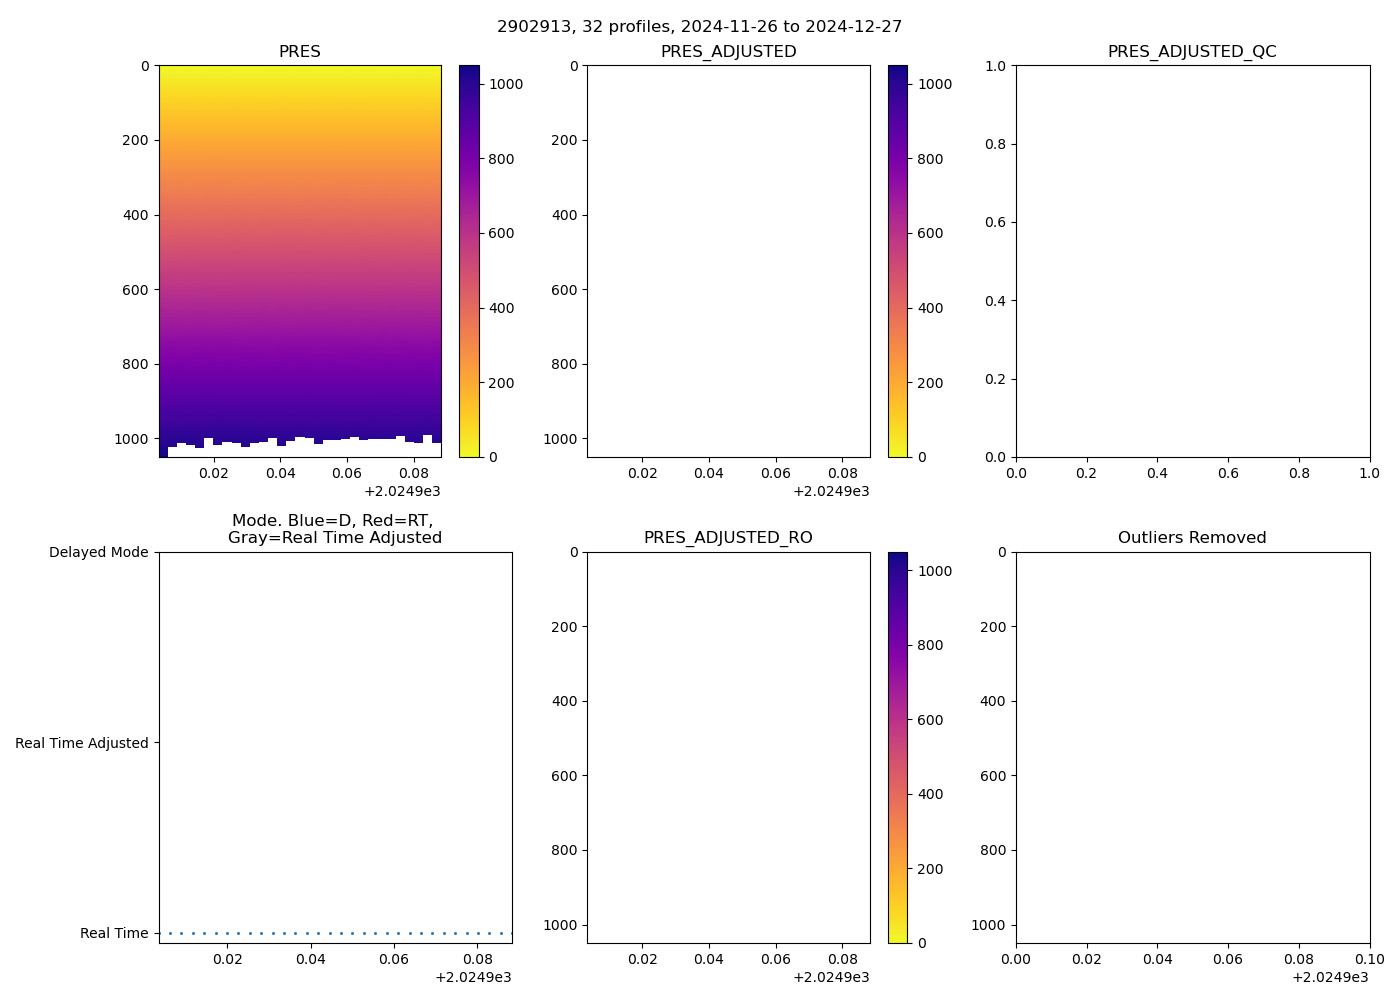 2902913, 32 profiles, 2024-11-26 to 2024-12-27
PRES
0
200
400
600
800
1000
0.02 0.04 0.06 0.08
+2.0249e3
1000
800
600
400
200
0
PRES_ADJUSTED
0
200
400
600
800
1000
0.02 0.04 0.06 0.08
+2.0249e3
1000
800
600
400
200
0
PRES_ADJUSTED_QC
1.0
0.8
0.6
0.4
0.2
0.0
0.0 0.2 0.4 0.6 0.8 1.0
Mode. Blue=D, Red=RT,
Gray=Real Time Adjusted
Delayed Mode
Real Time Adjusted
Real Time
0.02 0.04 0.06 0.08
+2.0249e3
PRES_ADJUSTED_RO
0
200
400
600
800
1000
0.02 0.04 0.06 0.08
+2.0249e3
1000
800
600
400
200
0
Outliers Removed
0
200
400
600
800
1000
0.00 0.02 0.04 0.06 0.08 0.10
+2.0249e3